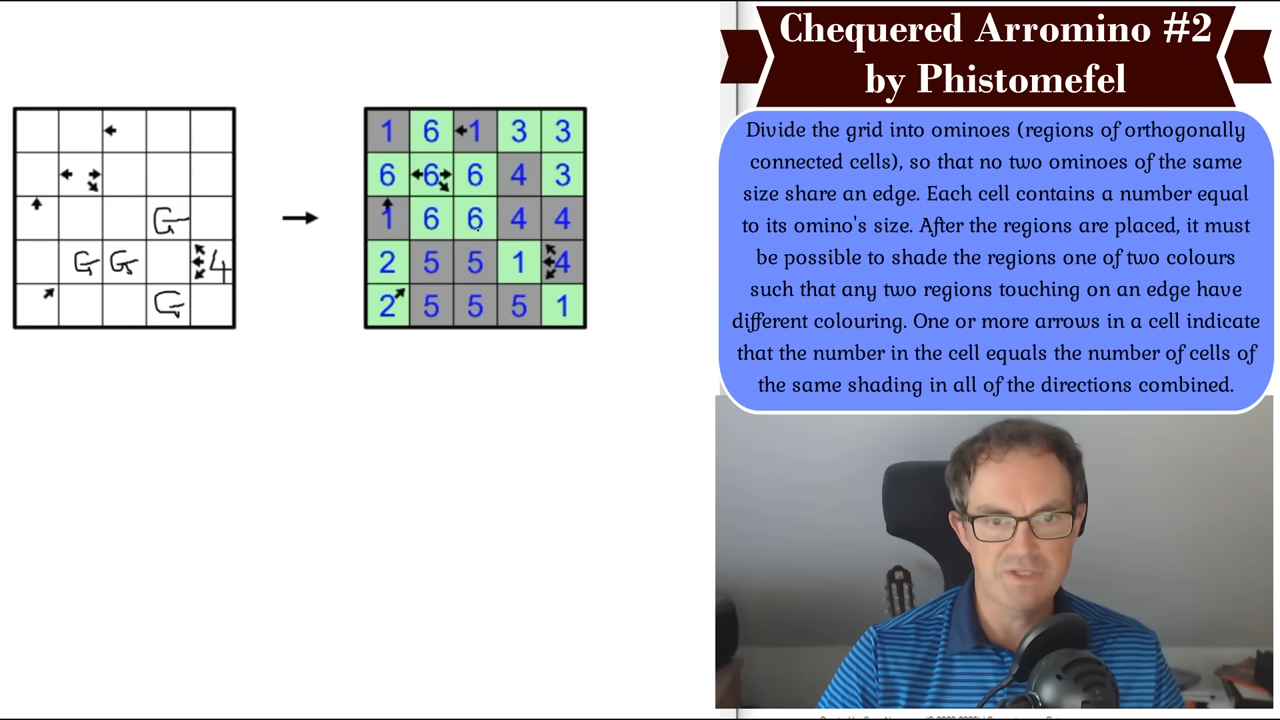 Chequered Arromino #2
by Phistomefel
Divide the grid into ominoes (regions of orthogonally
connected cells), so that no two ominoes of the same
size share an edge. Each cell contains a number equal
to its omino's size. After the regions are placed, it must
be possible to shade the regions one of two colours
such that any two regions touching on an edge have
different colouring. One or more arrows in a cell indicate
that the number in the cell equals the number of cells of
the same shading in all of the directions combined.
G
G G 4
G
1 6 1 3 3
6 6 6 4 3
1 6 6 4 4
2 5 5 1 4
2 5 5 5 1